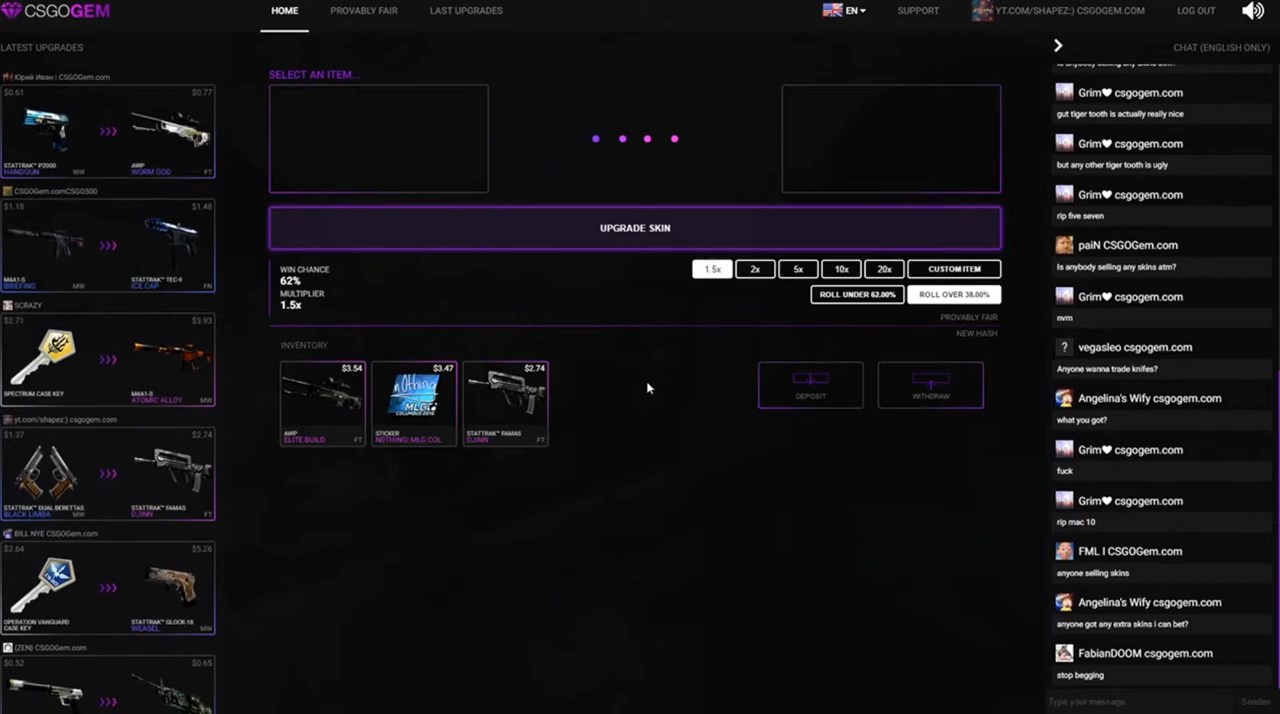 CSGOGEM
HOME
PROVABLY FAIR
LAST UPGRADES
EN
SUPPORT
YT.COM/SHAPEZ:) CSGOGEM.COM
LOG OUT
LATEST UPGRADES
Юрий Иван | CSGOGem.com
$0.61
$0.77
STATTRAK™ P2000
HANDGUN
MW
AWP
WORM GOD
FT
CSGOGem.comCSGO500
$1.18
$1.48
M4A1-S
BRIEFING
MW
STATTRAK™ TEC-9
ICE CAP
FN
SCRAZY
$2.71
$3.93
SPECTRUM CASE KEY
M4A1-S
ATOMIC ALLOY
MW
yt.com/shapez:) csgogem.com
$1.37
$2.74
STATTRAK™ DUAL BERETTAS
BLACK LIMBA
MW
STATTRAK™ FAMAS
DJINN
FT
BILL NYE CSGOGem.com
$2.64
$5.26
OPERATION VANGUARD
CASE KEY
STATTRAK™ GLOCK-18
WEASEL
MW
(ZEN) CSGOGem.com
$0.52
$0.65
SELECT AN ITEM...
UPGRADE SKIN
WIN CHANCE
62%
MULTIPLIER
1.5x
1.5x
2x
5x
10x
20x
CUSTOM ITEM
ROLL UNDER 62.00%
ROLL OVER 38.00%
PROVABLY FAIR
NEW HASH
INVENTORY
$3.54
AWP
ELITE BUILD
FT
$3.47
n0thing
MLG
COLUMBUS 2016
STICKER
N0THING| MLG COL.
$2.74
STATTRAK™ FAMAS
DJINN
FT
DEPOSIT
WITHDRAW
CHAT (ENGLISH ONLY)
Grim♥ csgogem.com
gut tiger tooth is actually really nice
Grim♥ csgogem.com
but any other tiger tooth is ugly
Grim♥ csgogem.com
rip five seven
paiN CSGOGem.com
Is anybody selling any skins atm?
Grim♥ csgogem.com
nvm
? vegasleo csgogem.com
Anyone wanna trade knifes?
Angelina's Wify csgogem.com
what you got?
Grim♥ csgogem.com
fuck
Grim♥ csgogem.com
rip mac 10
FML I CSGOGem.com
anyone selling skins
Angelina's Wify csgogem.com
anyone got any extra skins i can bet?
FabianDOOM csgogem.com
stop begging
Type your message
Senden